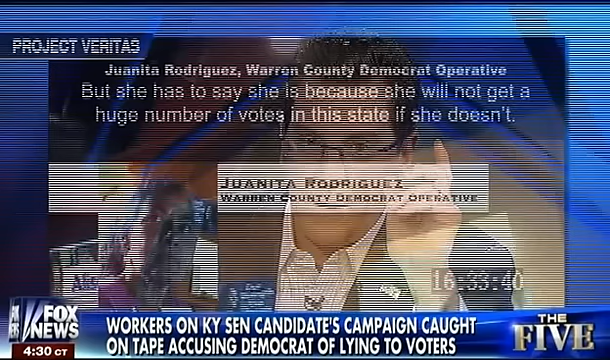 PROJECT VERITAS
Juanita Rodriguez, Warren County Democrat Operative
But she has to say she is because she will not get a
huge number of votes in this state if she doesn't.
JUANITA RODRIGUEZ
WARREN COUNTY DEMOCRAT OPERATIVE
16:33:40
FOX
NEWS
4:30 CT
WORKERS ON KY SEN CANDIDATE'S CAMPAIGN CAUGHT
ON TAPE ACCUSING DEMOCRAT OF LYING TO VOTERS
THE
FIVE